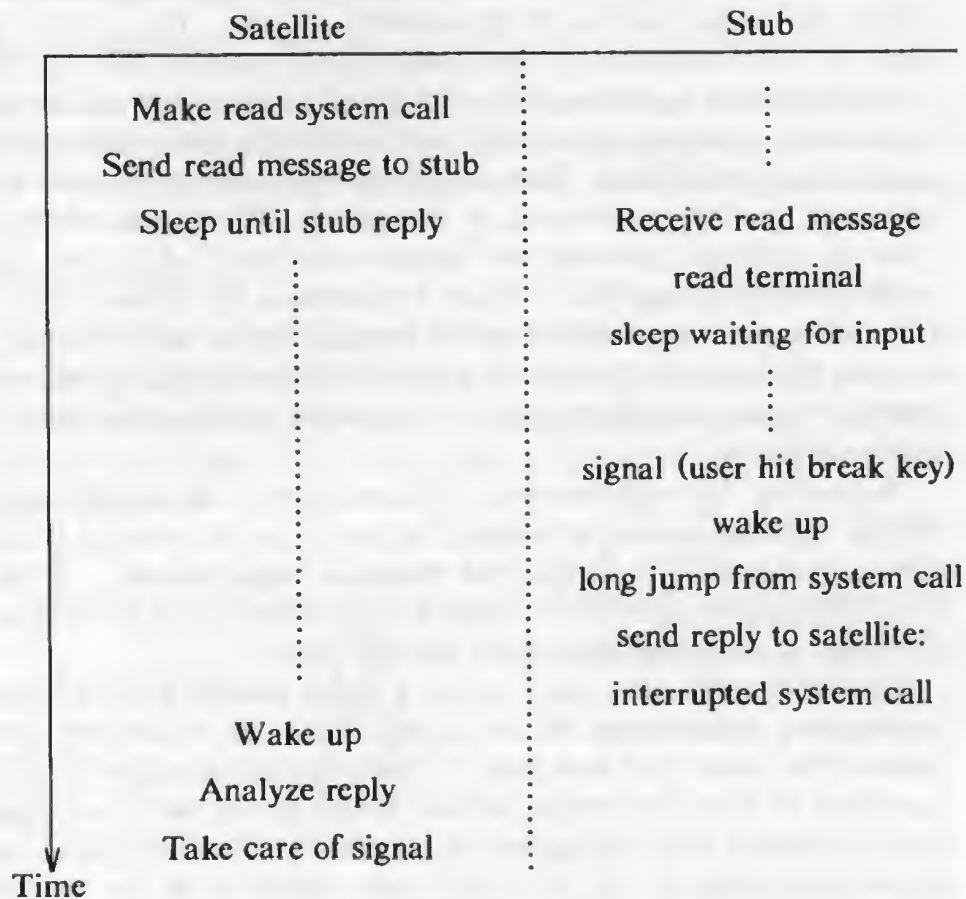 Satellite Stub
Make read system call
Send read message to stub
Sleep until stub reply
Receive read message
read terminal
sleep waiting for input
signal (user hit break key)
wake up
long jump from system call
send reply to satellite:
interrupted system call
Wake up
Analyze reply
Take care of signal
Time